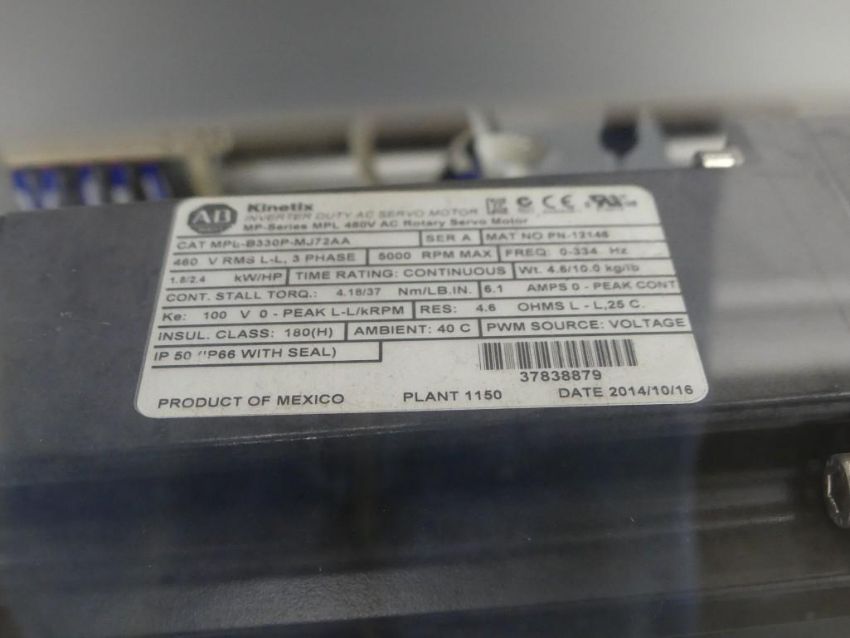 AB Kinetix
INVERTER DUTY AC SERVO MOTOR
MP-Series MPL 480V AC Rotary Servo Motor
CAT MPL-B330P-MJ72AA SER A MAT NO PN-12146
460 V RMS L-L, 3 PHASE 5000 RPM MAX FREQ: 0-334 Hz
1.8/2.4 kW/HP TIME RATING: CONTINUOUS Wt. 4.6/10.0 kg/lb
CONT. STALL TORQ.: 4.18/37 Nm/LB.IN. 6.1 AMPS 0 - PEAK CONT
Ke: 100 V 0 - PEAK L-L/kRPM RES: 4.6 OHMS L - L,25 C.
INSUL. CLASS: 180(H) AMBIENT: 40 C PWM SOURCE: VOLTAGE
IP 50 (IP66 WITH SEAL)
37838879
PRODUCT OF MEXICO PLANT 1150 DATE 2014/10/16